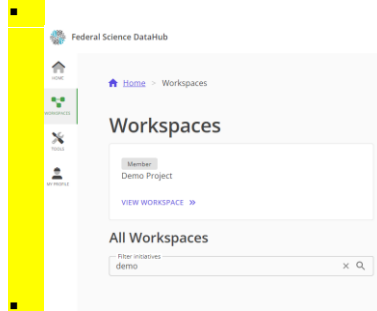 Federal Science DataHub
HOME
Home > Workspaces
WORKSPACES
Workspaces
TOOLS
Member
Demo Project
MY PROFILE
VIEW WORKSPACE »
All Workspaces
Filter initiatives
demo